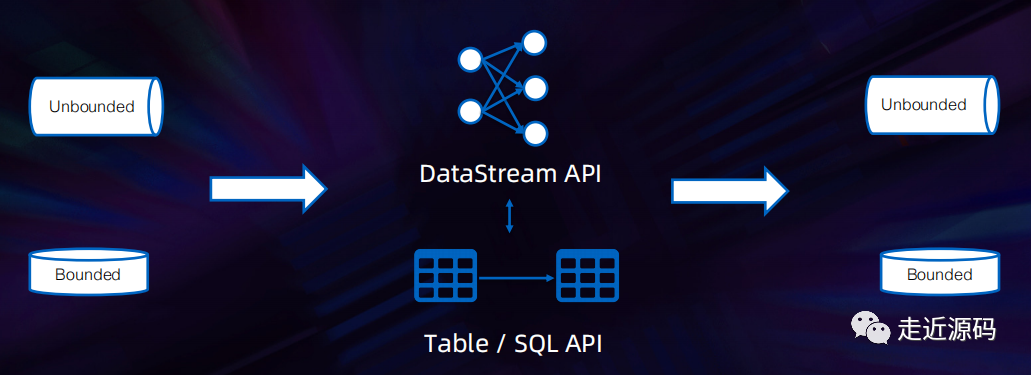 Unbounded
Unbounded
DataStream API
Bounded
Bounded
Table / SQL API
走近源码